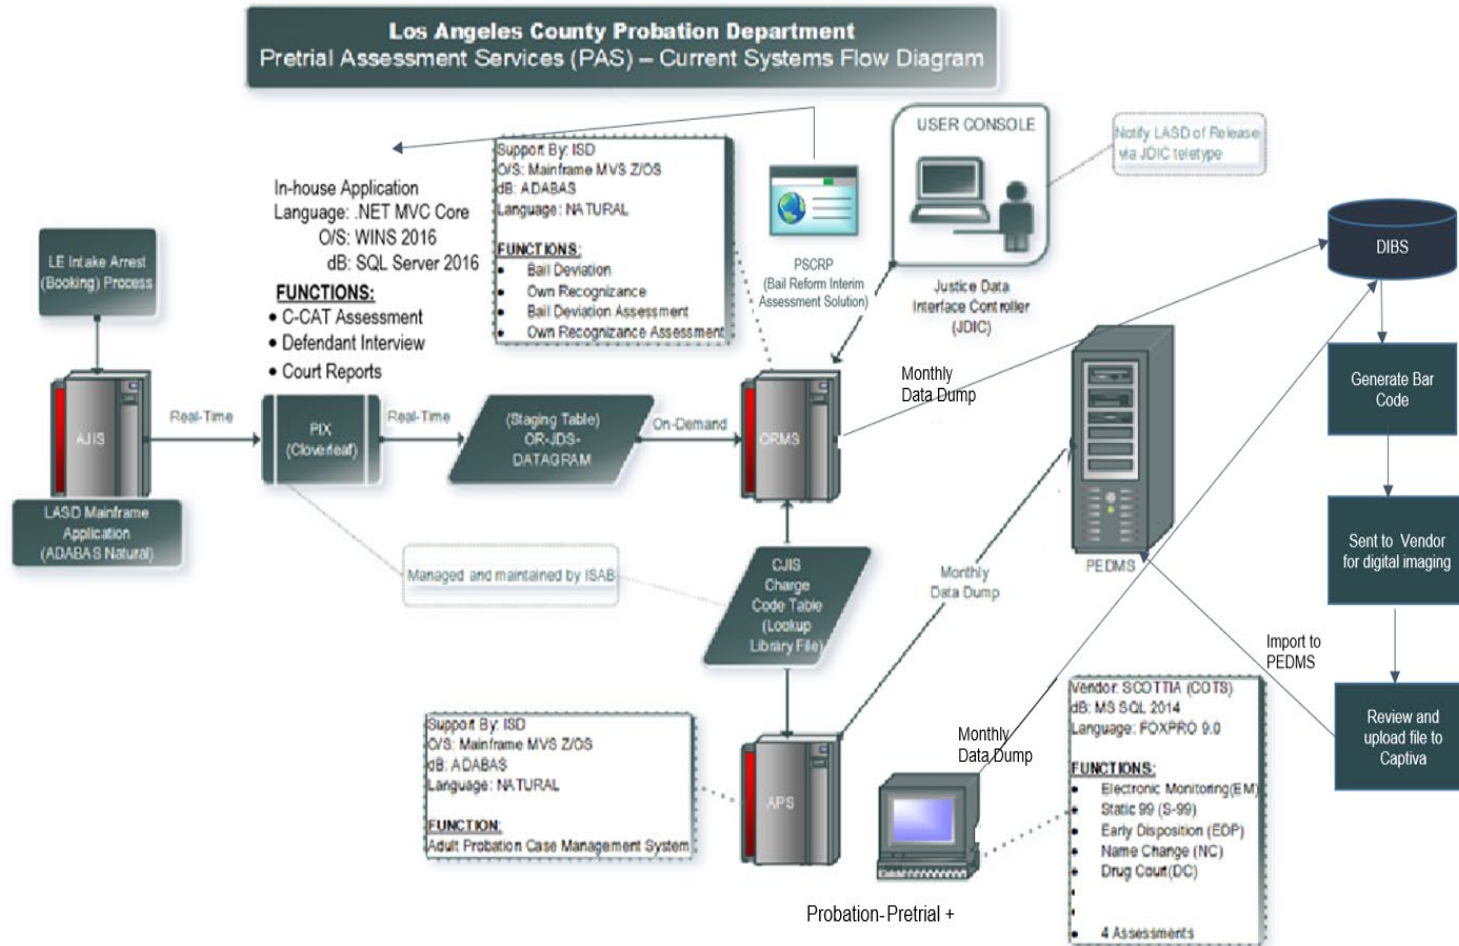 Los Angeles County Probation Department
Pretrial Assessment Services (PAS) – Current Systems Flow Diagram
In-house Application
Language: .NET MVC Core
O/S: WINS 2016
dB: SQL Server 2016
FUNCTIONS:
• C-CAT Assessment
• Defendant Interview
• Court Reports
Support By: ISD
O/S: Mainframe MVS Z/OS
dB: ADABAS
Language: NATURAL
FUNCTIONS:
• Bail Deviation
• Own Recognizance
• Bail Deviation Assessment
• Own Recognizance Assessment
PSCRP
(Bail Reform Interim
Assessment Solution)
USER CONSOLE
Justice Data
Interface Controller
(JDIC)
Notify LASD of Release
via JDIC teletype
LE Intake Arrest
(Booking) Process
AJIS
LASD Mainframe
Application
(ADABAS Natural)
Real-Time
PIX
(Cloverleaf)
Real-Time
(Staging Table)
OR-JDS-
DATAGRAM
On-Demand
ORMS
Monthly
Data Dump
Managed and maintained by ISAB
CJIS
Charge
Code Table
(Lookup
Library File)
Monthly
Data Dump
PEDMS
Support By: ISD
O/S: Mainframe MVS Z/OS
dB: ADABAS
Language: NATURAL
FUNCTION:
Adult Probation Case Management System
APS
Monthly
Data Dump
Probation-Pretrial +
Vendor: SCOTTIA (COTS)
dB: MS SQL 2014
Language: FOXPRO 9.0
FUNCTIONS:
• Electronic Monitoring(EM)
• Static 99 (S-99)
• Early Disposition (EDP)
• Name Change (NC)
• Drug Court(DC)
•
•
• 4 Assessments
DIBS
Generate Bar
Code
Sent to Vendor
for digital imaging
Review and
upload file to
Captiva
Import to
PEDMS